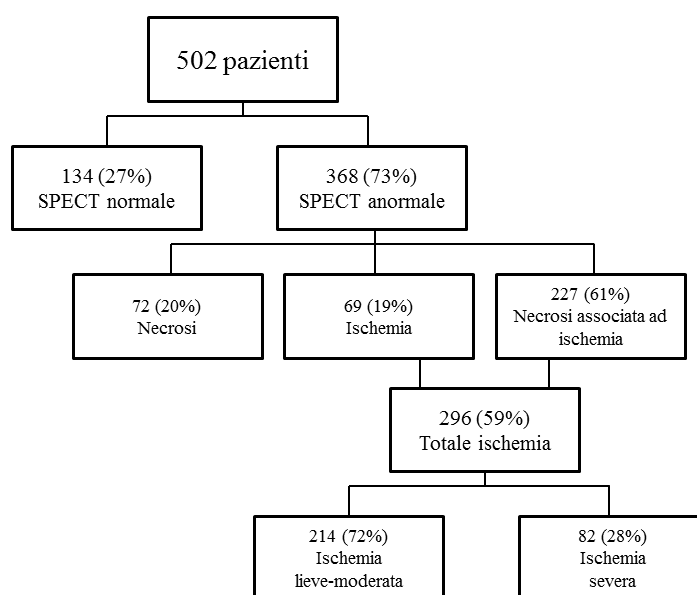 502 pazienti
134 (27%)
SPECT normale
368 (73%)
SPECT anormale
72 (20%)
Necrosi
69 (19%)
Ischemia
227 (61%)
Necrosi associata ad
ischemia
296 (59%)
Totale ischemia
214 (72%)
Ischemia
lieve-moderata
82 (28%)
Ischemia
severa